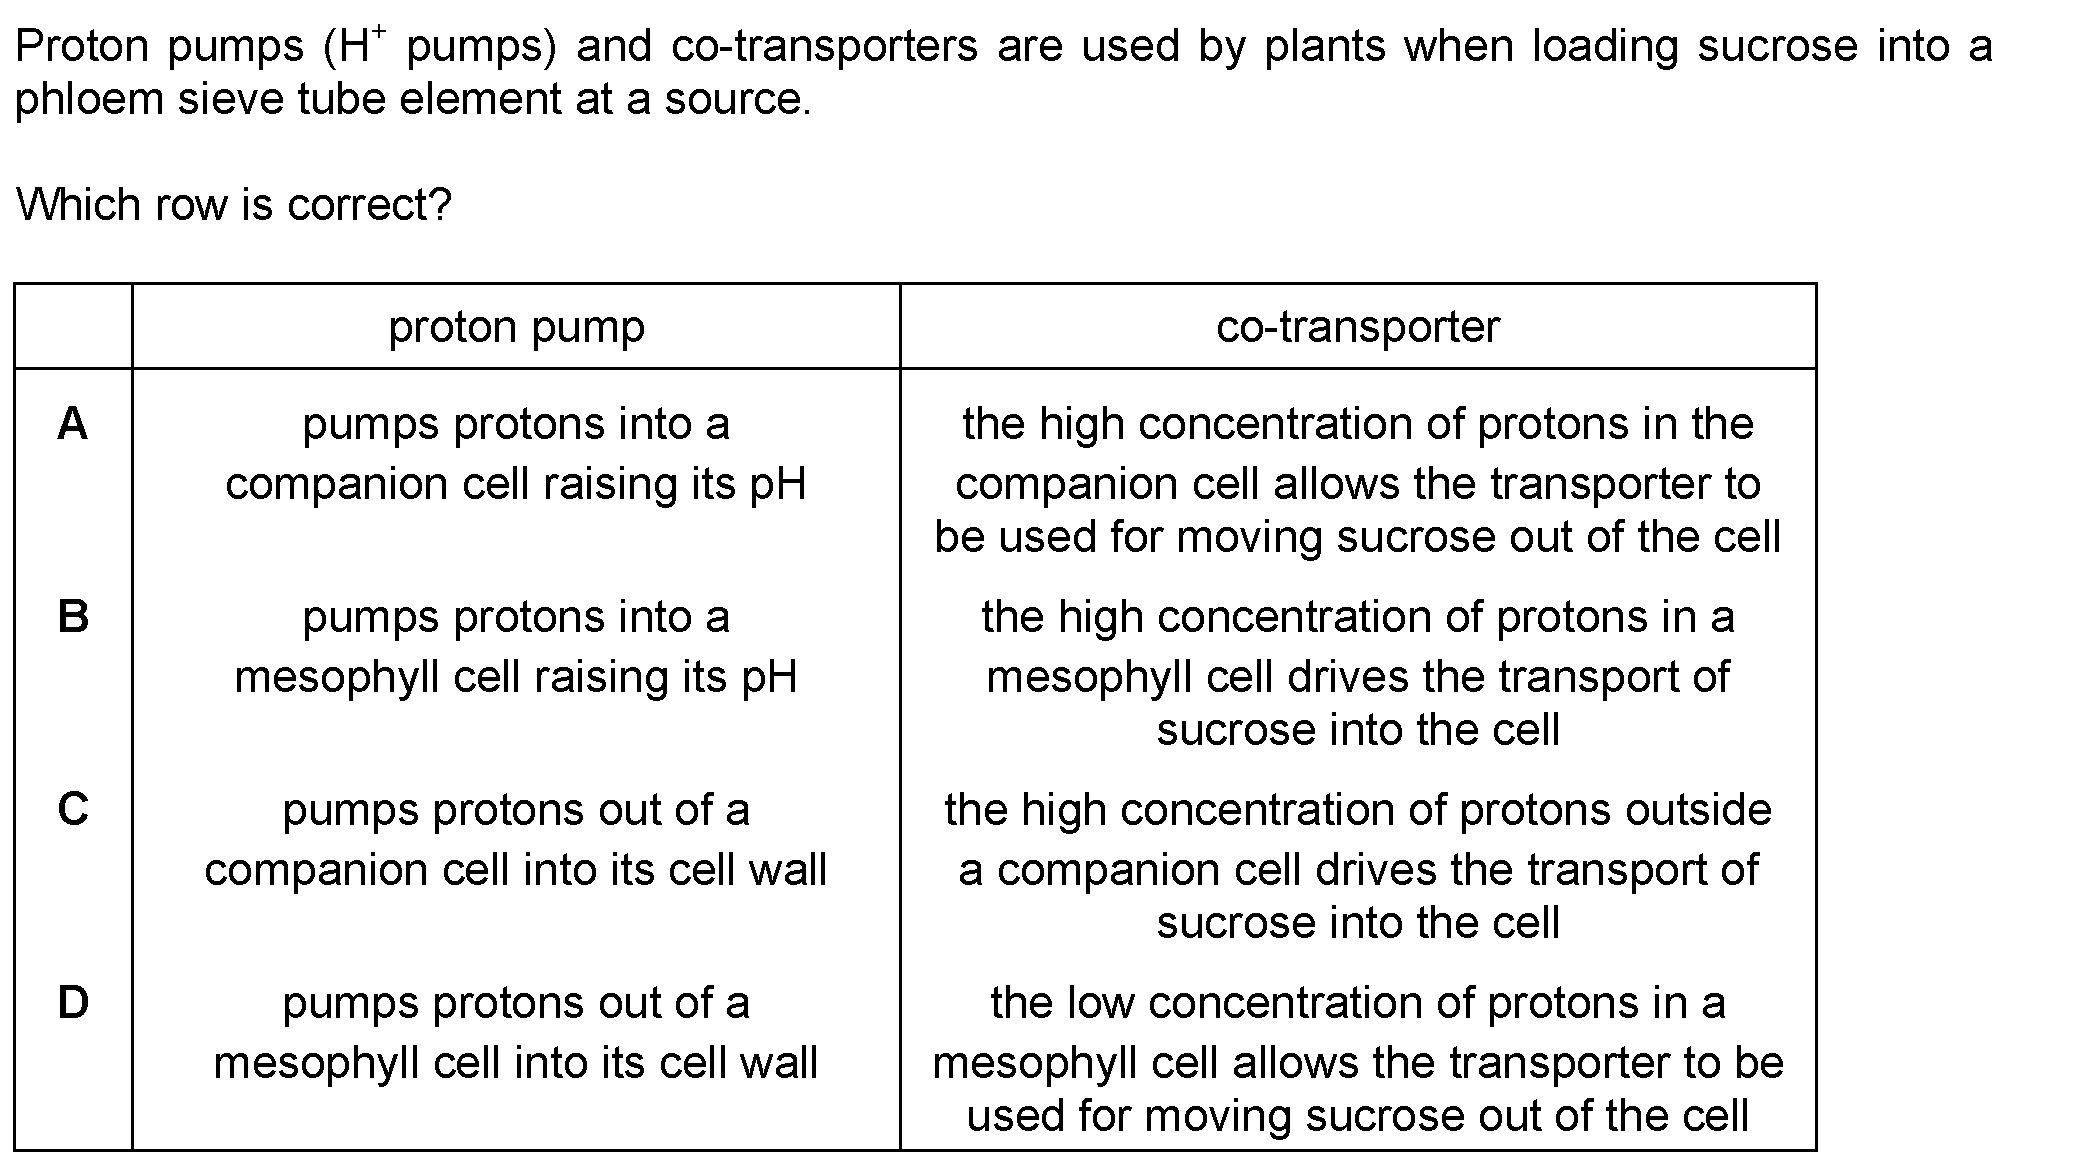 Proton pumps (H+ pumps) and co-transporters are used by plants when loading sucrose into a
phloem sieve tube element at a source.
Which row is correct?
proton pump co-transporter
A pumps protons into a the high concentration of protons in the
companion cell raising its pH companion cell allows the transporter to
be used for moving sucrose out of the cell
B pumps protons into a the high concentration of protons in a
mesophyll cell raising its pH mesophyll cell drives the transport of
sucrose into the cell
C pumps protons out of a the high concentration of protons outside
companion cell into its cell wall a companion cell drives the transport of
sucrose into the cell
D pumps protons out of a the low concentration of protons in a
mesophyll cell into its cell wall mesophyll cell allows the transporter to be
used for moving sucrose out of the cell